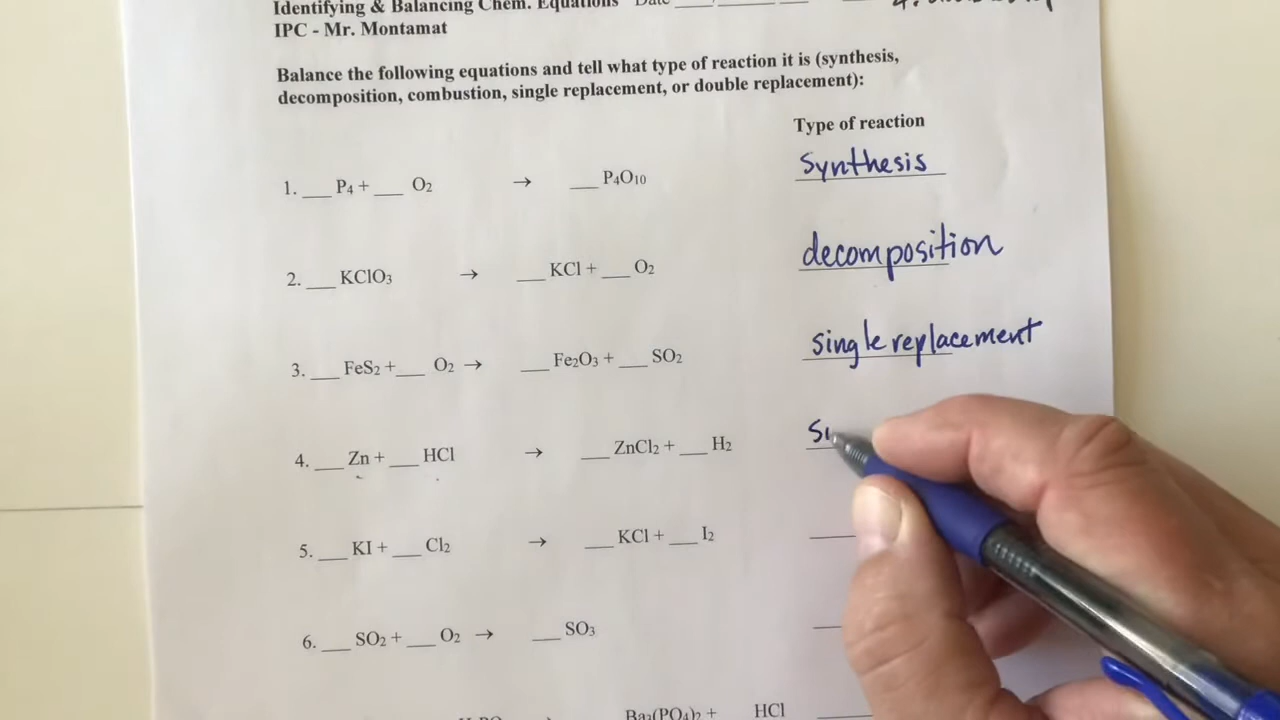 Identifying & Balancing Chem. Equations Date ____
IPC - Mr. Montamat
Balance the following equations and tell what type of reaction it is (synthesis,
decomposition, combustion, single replacement, or double replacement):
Type of reaction
1. ___ P4 + ___ O2 → ___ P4O10 synthesis
2. ___ KClO3 → ___ KCl + ___ O2 decomposition
3. ___ FeS2 + ___ O2 → ___ Fe2O3 + ___ SO2 single replacement
4. ___ Zn + ___ HCl → ___ ZnCl2 + ___ H2
5. ___ KI + ___ Cl2 → ___ KCl + ___ I2
6. ___ SO2 + ___ O2 → ___ SO3
Ba3(PO4)2 + HCl